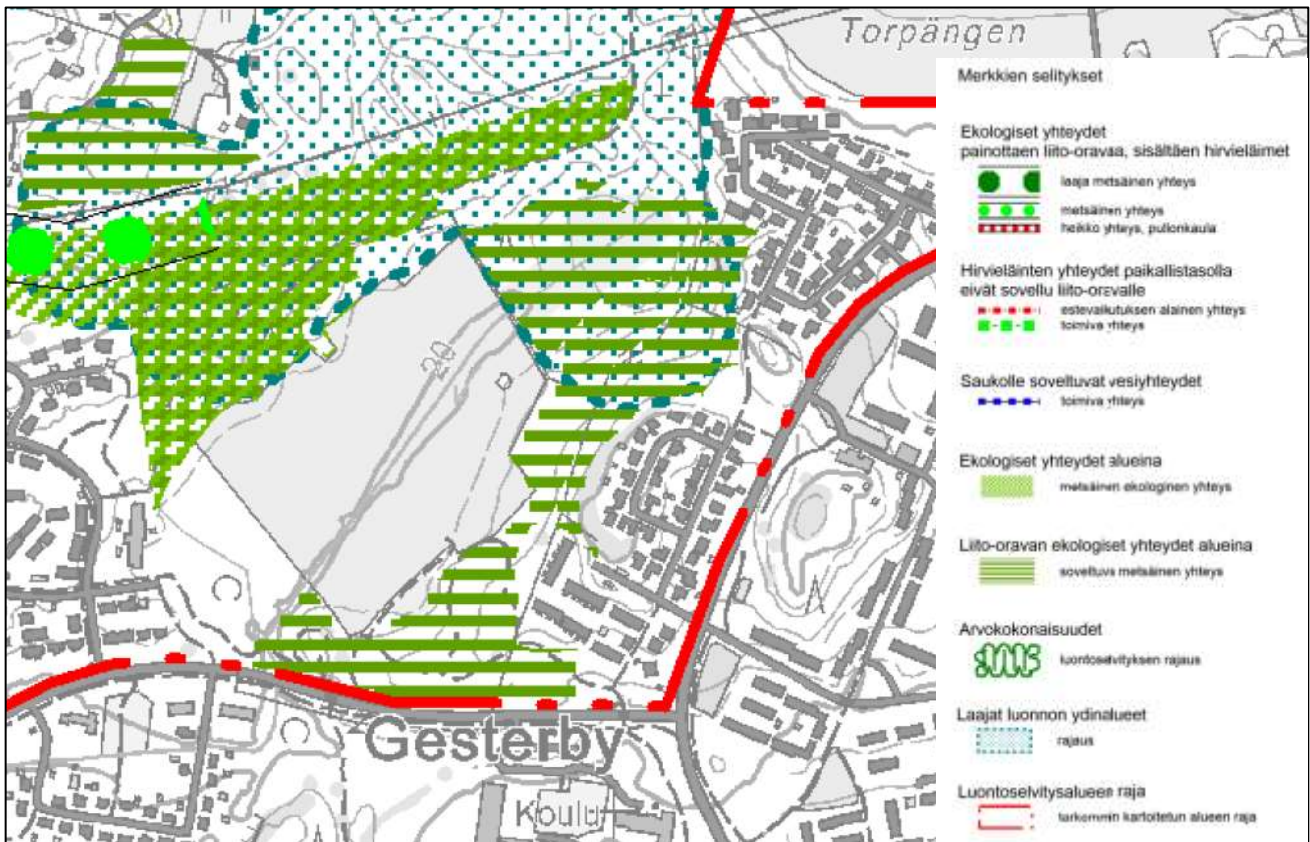 Torpängen
20
Gesterby
Koulu
Merkkien selitykset
Ekologiset yhteydet
painottaen liito-oravaa, sisältäen hirvieläimet
laaja metsäinen yhteys
metsäinen yhteys
heikko yhteys, pullonkaula
Hirvieläinten yhteydet paikallistasolla
eivät sovellu liito-oravalle
estevaikutuksen alainen yhteys
toimiva yhteys
Saukolle soveltuvat vesiyhteydet
toimiva yhteys
Ekologiset yhteydet alueina
metsäinen ekologinen yhteys
Liito-oravan ekologiset yhteydet alueina
soveltuva metsäinen yhteys
Arvokokonaisuudet
luontoselvityksen rajaus
Laajat luonnon ydinalueet
rajaus
Luontoselvitysalueen raja
tarkemmin kartoitetun alueen raja